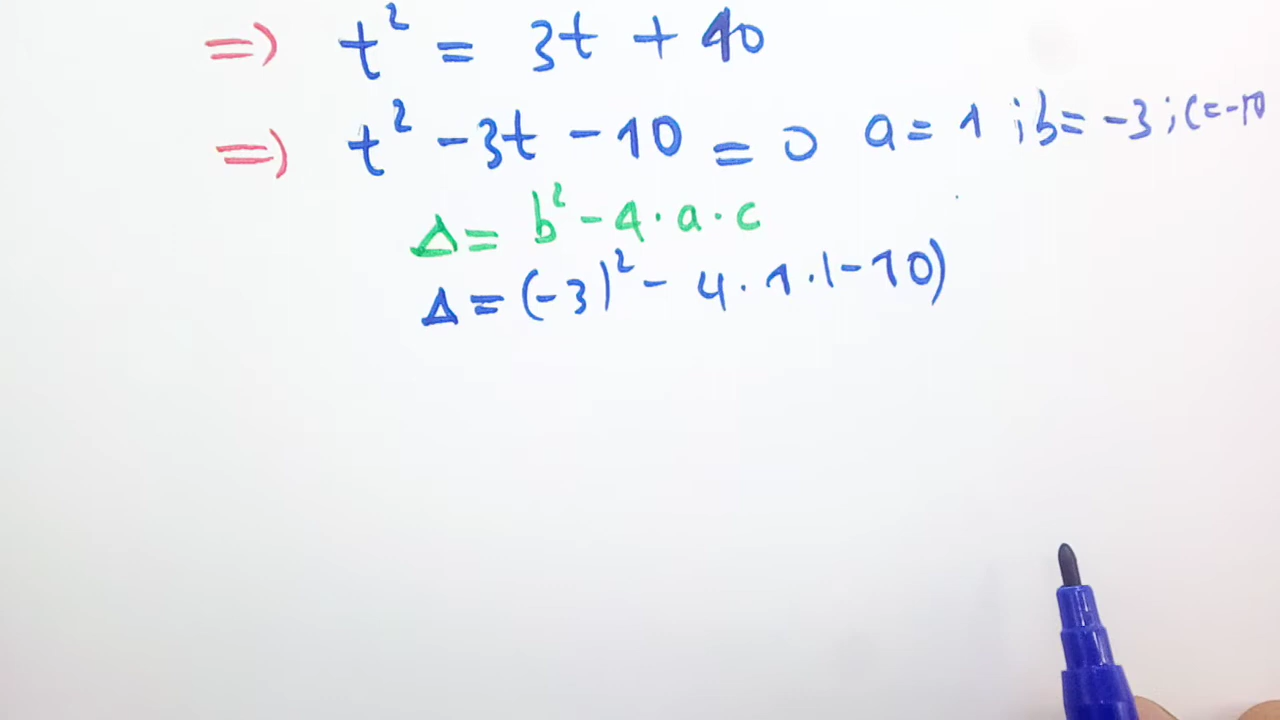 => t² = 3t + 40
=> t² - 3t - 10 = 0 a = 1 ; b = -3 ; c = -10
Δ = b² - 4 · a · c
Δ = (-3)² - 4 · 1 · (-10)